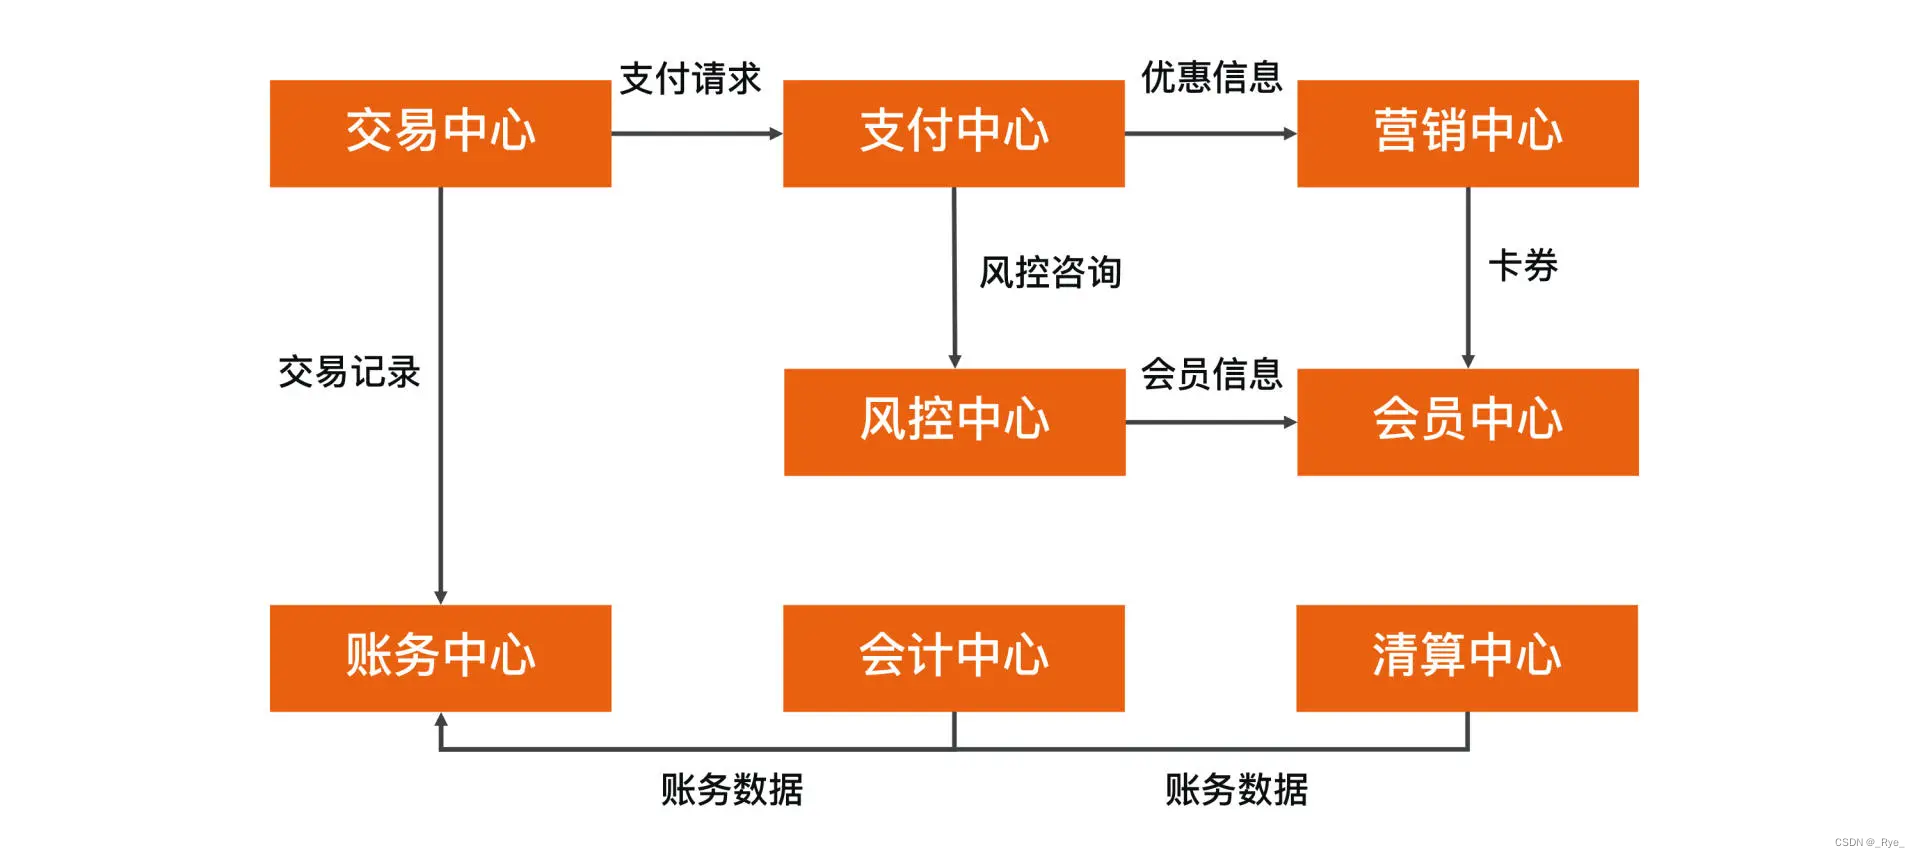 支付请求
优惠信息
交易中心
支付中心
营销中心
风控咨询
卡券
交易记录
会员信息
风控中心
会员中心
账务中心
会计中心
清算中心
账务数据
账务数据
CSDN @_Rye_